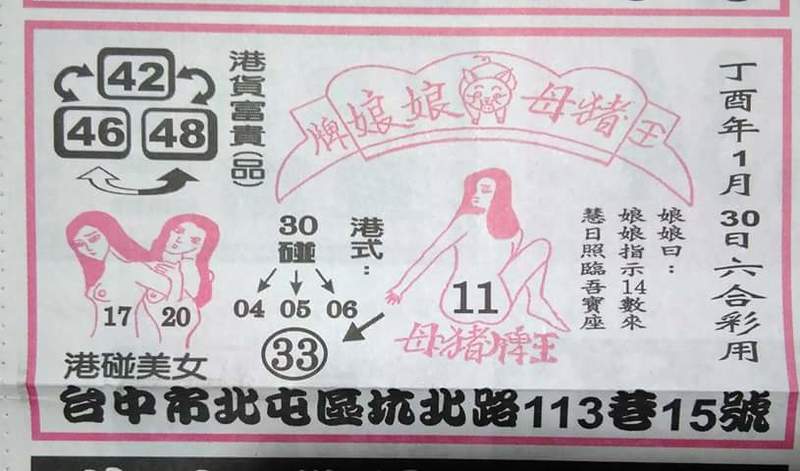 丁酉年1月30日六合彩用
牌娘娘母豬王
娘娘曰：
娘娘指示14數來
慧日照臨吾寶座
11
母豬牌王
港式：
30
碰
04 05 06
33
港貨富貴(品)
42
46 48
17 20
港碰美女
台中市北屯區坑北路113巷15號